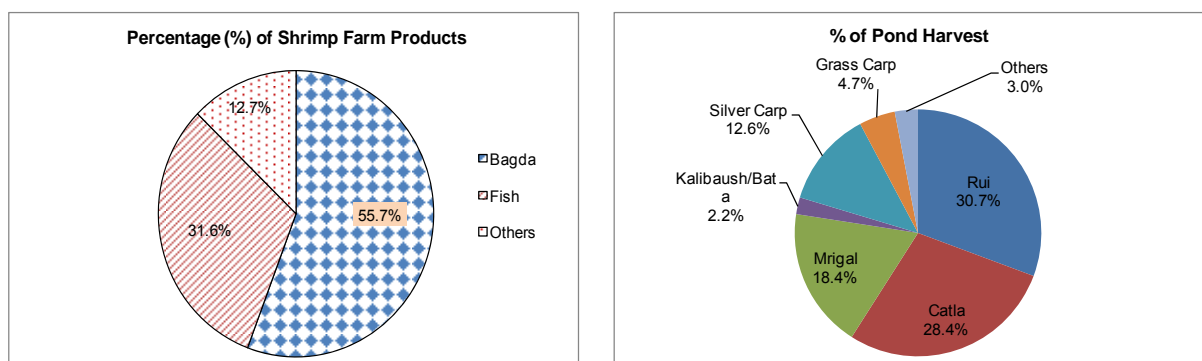 Percentage (%) of Shrimp Farm Products
12.7%
31.6%
55.7%
Bagda
Fish
Others
% of Pond Harvest
Grass Carp
4.7%
Others
3.0%
Silver Carp
12.6%
Kalibaush/Bat
a
2.2%
Rui
30.7%
Mrigal
18.4%
Catla
28.4%